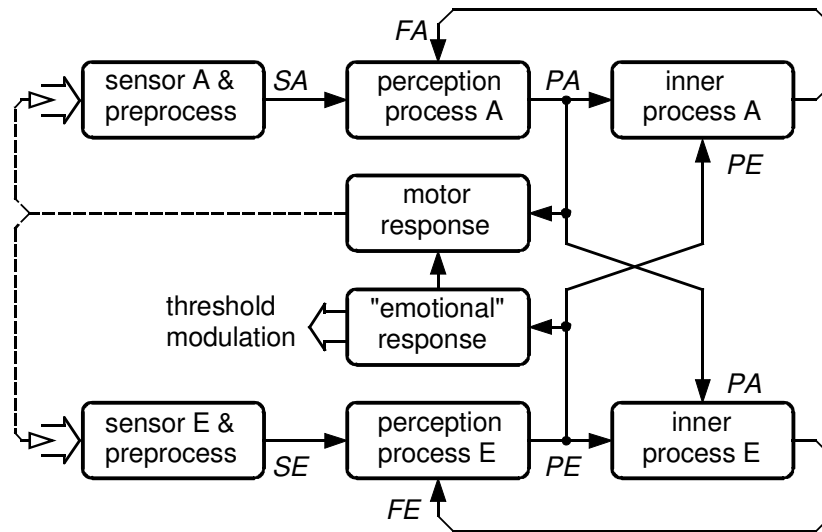 FA
sensor A &
preprocess
SA
perception
process A
PA
inner
process A
PE
motor
response
threshold
modulation
"emotional"
response
PA
sensor E &
preprocess
SE
perception
process E
PE
inner
process E
FE